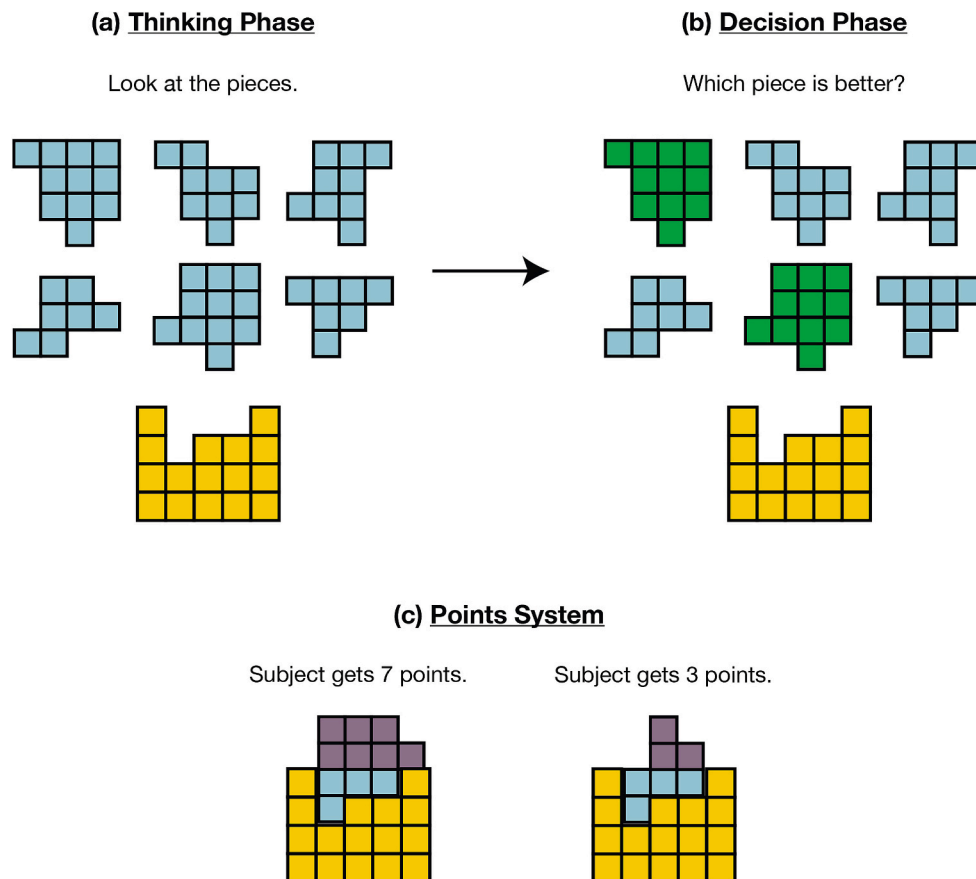 (a) Thinking Phase
Look at the pieces.
(b) Decision Phase
Which piece is better?
(c) Points System
Subject gets 7 points.
Subject gets 3 points.